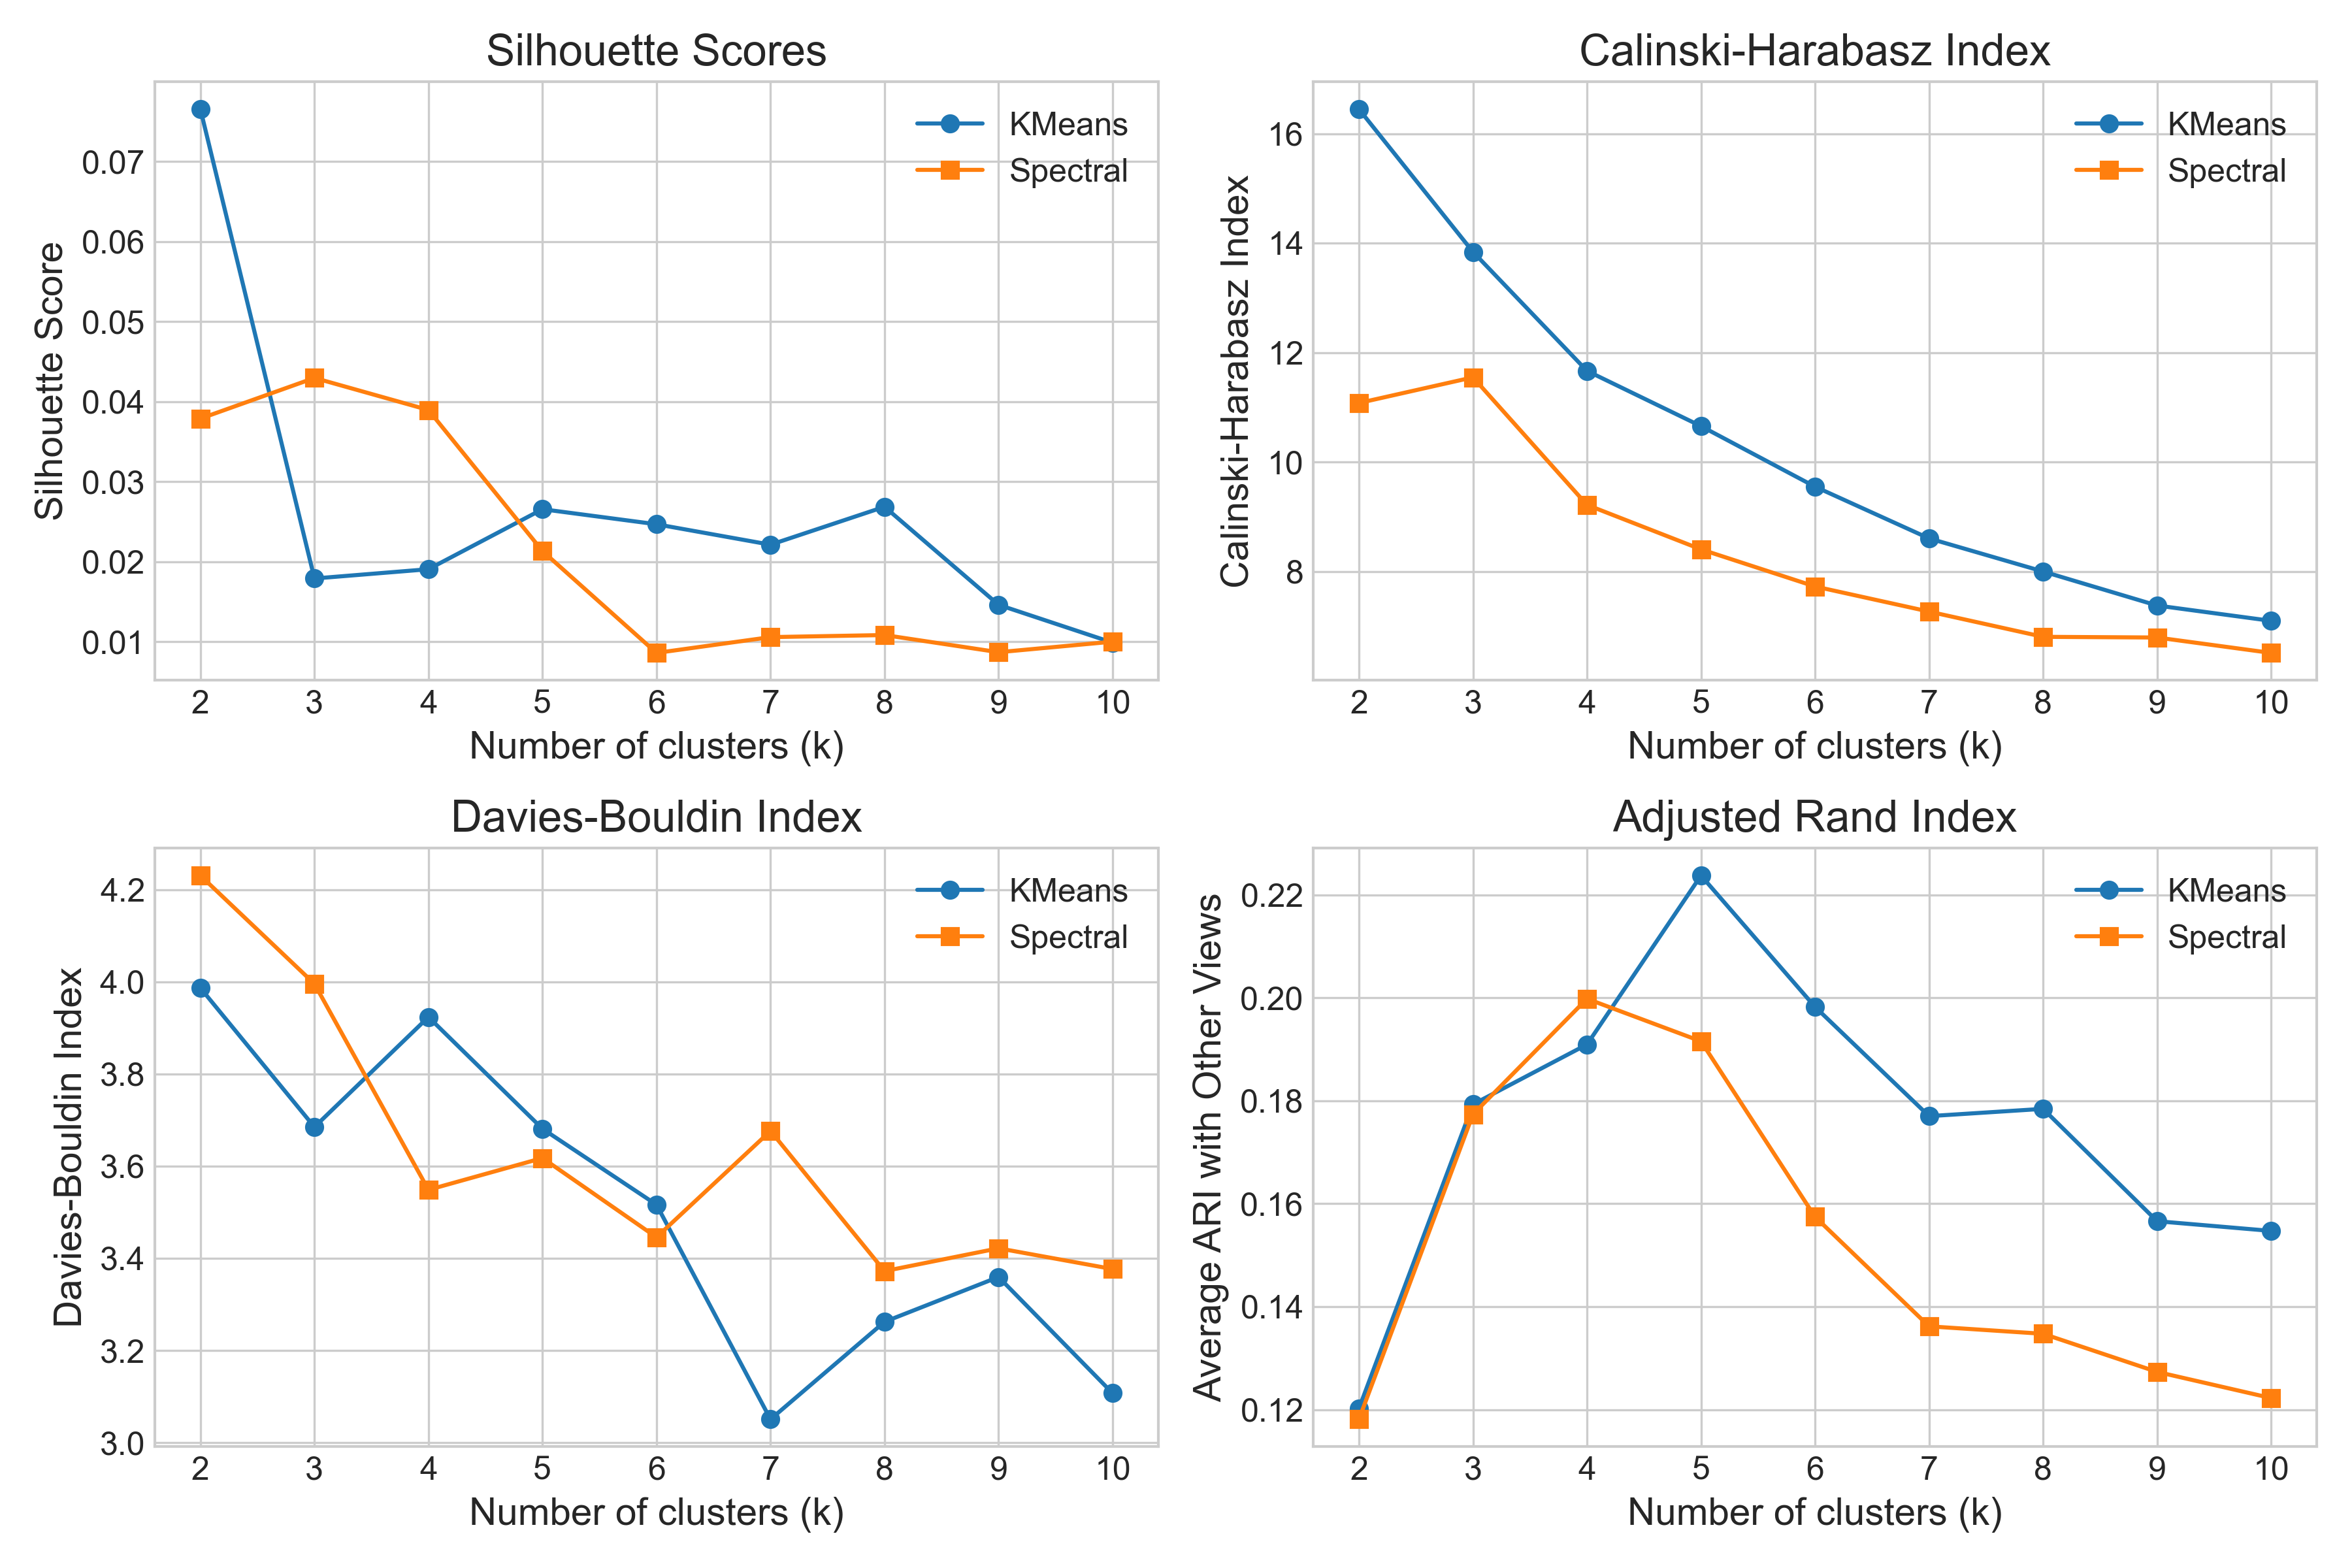 Silhouette Scores
Silhouette Score
0.07
0.06
0.05
0.04
0.03
0.02
0.01
KMeans
Spectral
2 3 4 5 6 7 8 9 10
Number of clusters (k)
Calinski-Harabasz Index
Calinski-Harabasz Index
16
14
12
10
8
KMeans
Spectral
2 3 4 5 6 7 8 9 10
Number of clusters (k)
Davies-Bouldin Index
Davies-Bouldin Index
4.2
4.0
3.8
3.6
3.4
3.2
3.0
KMeans
Spectral
2 3 4 5 6 7 8 9 10
Number of clusters (k)
Adjusted Rand Index
Average ARI with Other Views
0.22
0.20
0.18
0.16
0.14
0.12
KMeans
Spectral
2 3 4 5 6 7 8 9 10
Number of clusters (k)